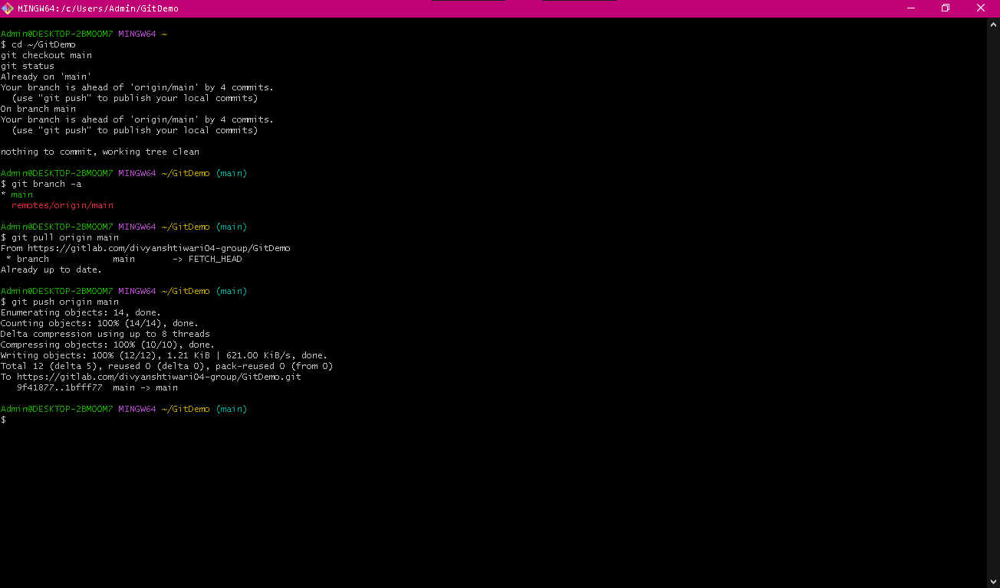 MINGW64:/c/Users/Admin/GitDemo
Admin@DESKTOP-2BMOOM7 MINGW64 ~
$ cd ~/GitDemo
git checkout main
git status
Already on 'main'
Your branch is ahead of 'origin/main' by 4 commits.
  (use "git push" to publish your local commits)
On branch main
Your branch is ahead of 'origin/main' by 4 commits.
  (use "git push" to publish your local commits)
nothing to commit, working tree clean
Admin@DESKTOP-2BMOOM7 MINGW64 ~/GitDemo (main)
$ git branch -a
* main
  remotes/origin/main
Admin@DESKTOP-2BMOOM7 MINGW64 ~/GitDemo (main)
$ git pull origin main
From https://gitlab.com/divyanshtiwari04-group/GitDemo
 * branch            main       -> FETCH_HEAD
Already up to date.
Admin@DESKTOP-2BMOOM7 MINGW64 ~/GitDemo (main)
$ git push origin main
Enumerating objects: 14, done.
Counting objects: 100% (14/14), done.
Delta compression using up to 8 threads
Compressing objects: 100% (10/10), done.
Writing objects: 100% (12/12), 1.21 KiB | 621.00 KiB/s, done.
Total 12 (delta 5), reused 0 (delta 0), pack-reused 0 (from 0)
To https://gitlab.com/divyanshtiwari04-group/GitDemo.git
   9f41877..1bfff77  main -> main
Admin@DESKTOP-2BMOOM7 MINGW64 ~/GitDemo (main)
$